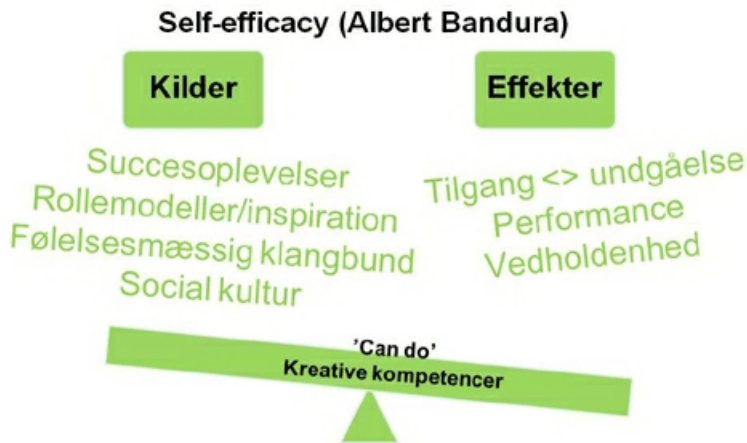 Self-efficacy (Albert Bandura)
Kilder
Succesoplevelser
Rollemodeller/inspiration
Følelsesmæssig klangbund
Social kultur
Effekter
Tilgang <> undgåelse
Performance
Vedholdenhed
’Can do’
Kreative kompetencer